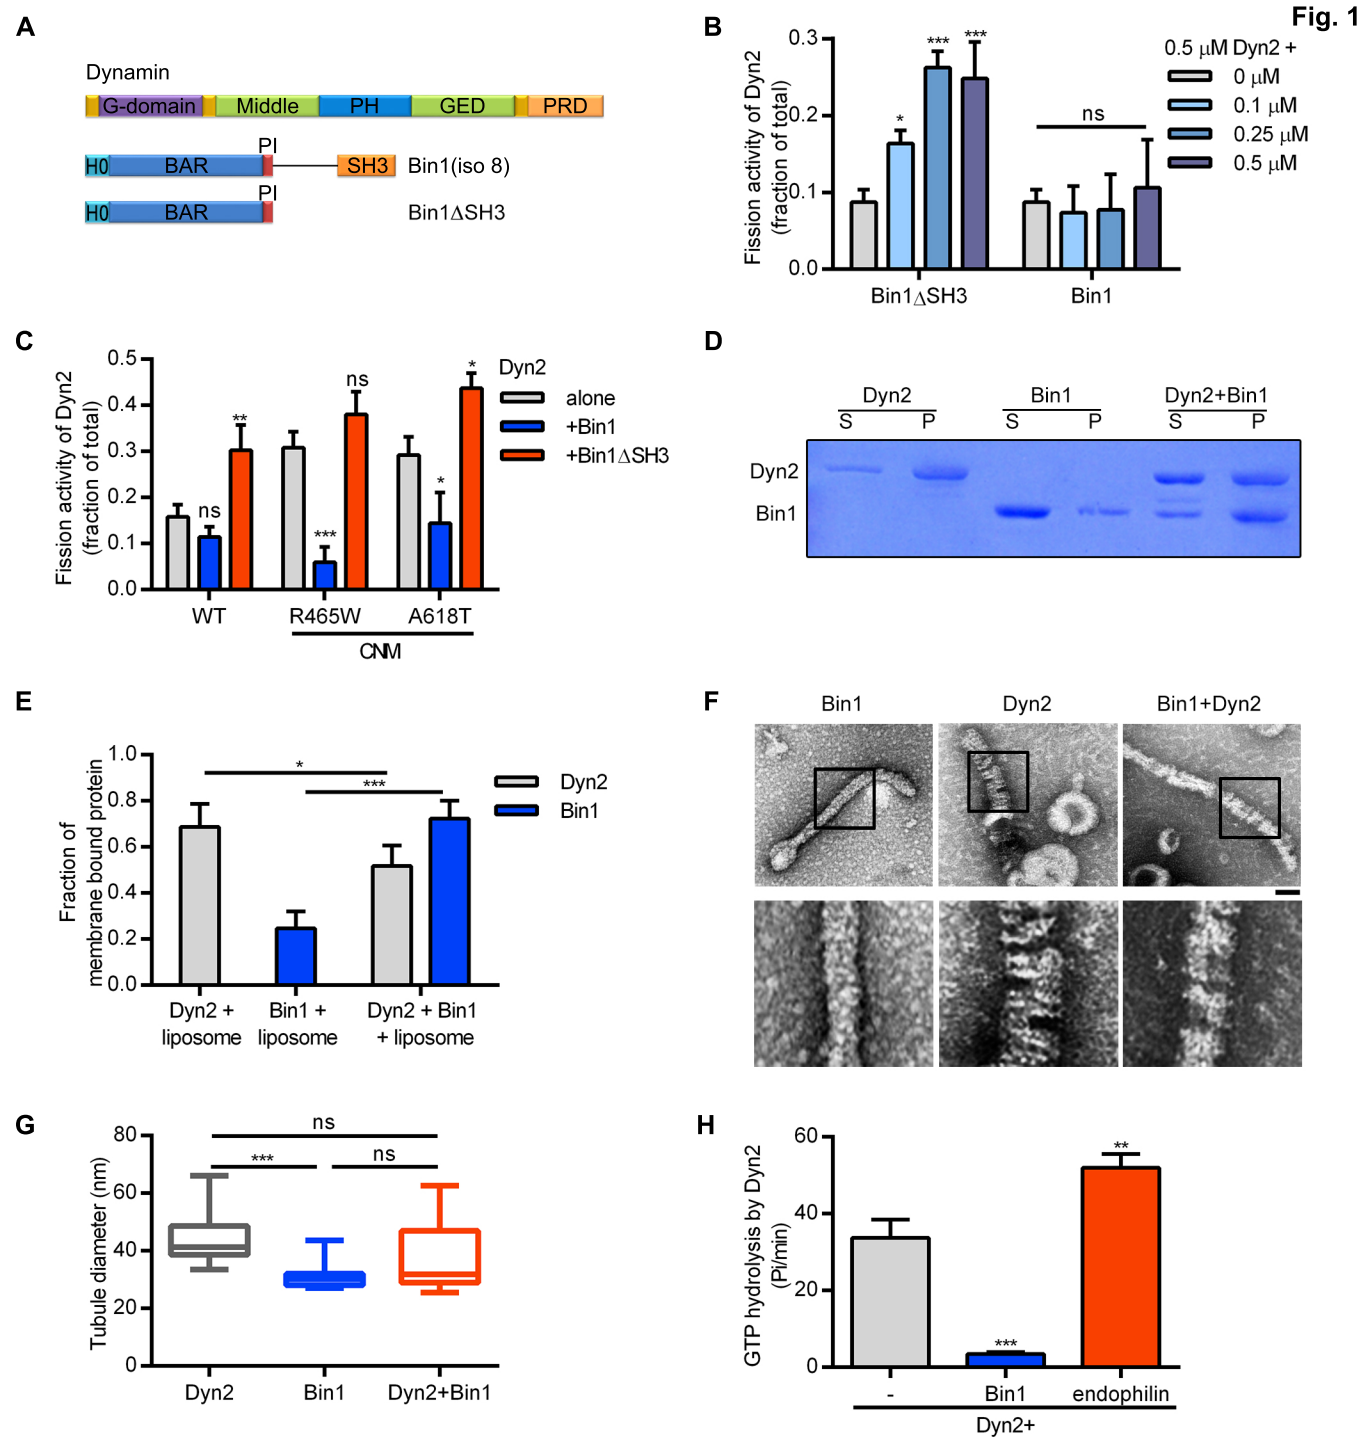 Fig. 1
A
Dynamin
G-domain Middle PH GED PRD
PI
H0 BAR SH3 Bin1(iso 8)
PI
H0 BAR Bin1ΔSH3
B
Fission activity of Dyn2
(fraction of total)
0.3
0.2
0.1
0.0
* *** ***
ns
Bin1ΔSH3 Bin1
0.5 µM Dyn2 +
0 µM
0.1 µM
0.25 µM
0.5 µM
C
Fission activity of Dyn2
(fraction of total)
0.5
0.4
0.3
0.2
0.1
0.0
ns ** *** ns * *
WT R465W A618T
CNM
Dyn2
alone
+Bin1
+Bin1ΔSH3
D
Dyn2 Bin1 Dyn2+Bin1
S P S P S P
Dyn2
Bin1
E
Fraction of
membrane bound protein
1.0
0.8
0.6
0.4
0.2
0.0
*
***
Dyn2
Bin1
Dyn2 + Bin1 + Dyn2 + Bin1
liposome liposome + liposome
F
Bin1 Dyn2 Bin1+Dyn2
G
Tubule diameter (nm)
80
60
40
20
0
ns
*** ns
Dyn2 Bin1 Dyn2+Bin1
H
GTP hydrolysis by Dyn2
(Pi/min)
60
40
20
0
*** **
- Bin1 endophilin
Dyn2+